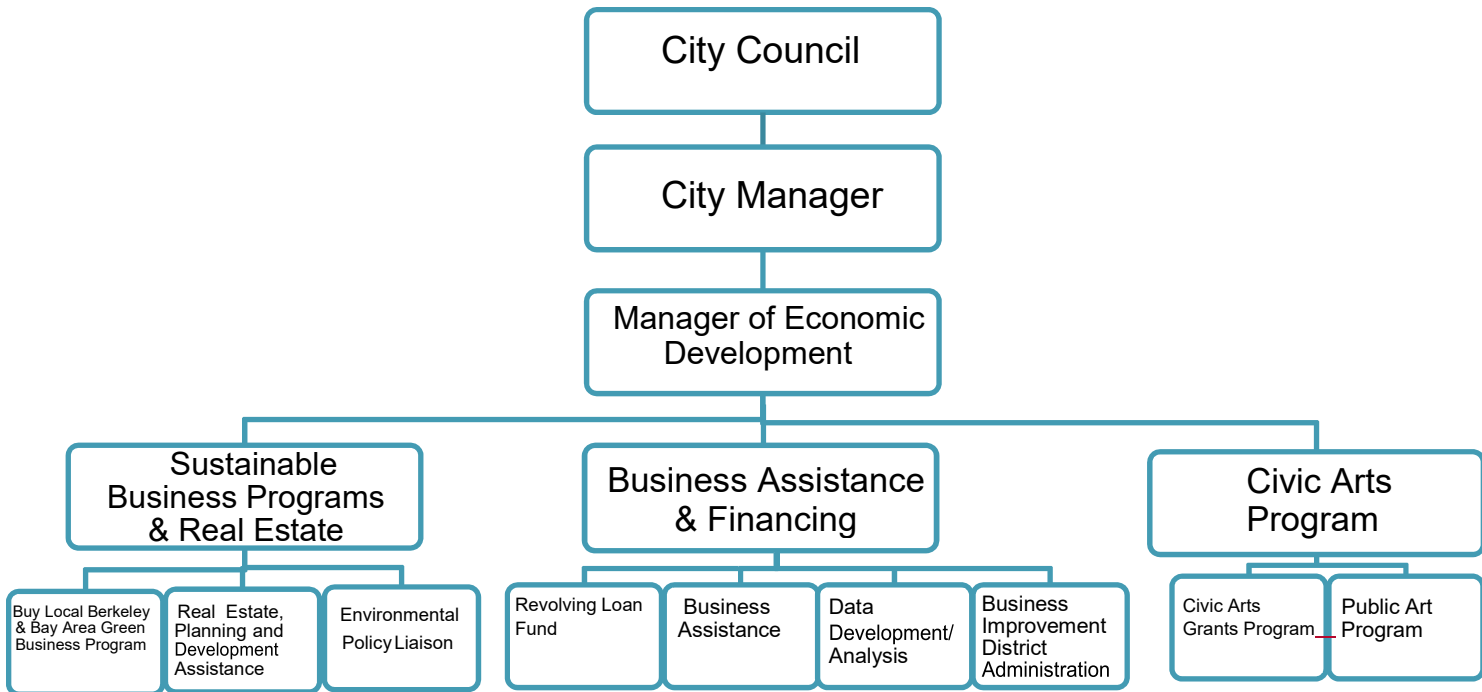 City Council
City Manager
Manager of Economic
Development
Sustainable
Business Programs
& Real Estate
Business Assistance
& Financing
Civic Arts
Program
Buy Local Berkeley
& Bay Area Green
Business Program
Real Estate,
Planning and
Development
Assistance
Environmental
Policy Liaison
Revolving Loan
Fund
Business
Assistance
Data
Development/
Analysis
Business
Improvement
District
Administration
Civic Arts
Grants Program
Public Art
Program